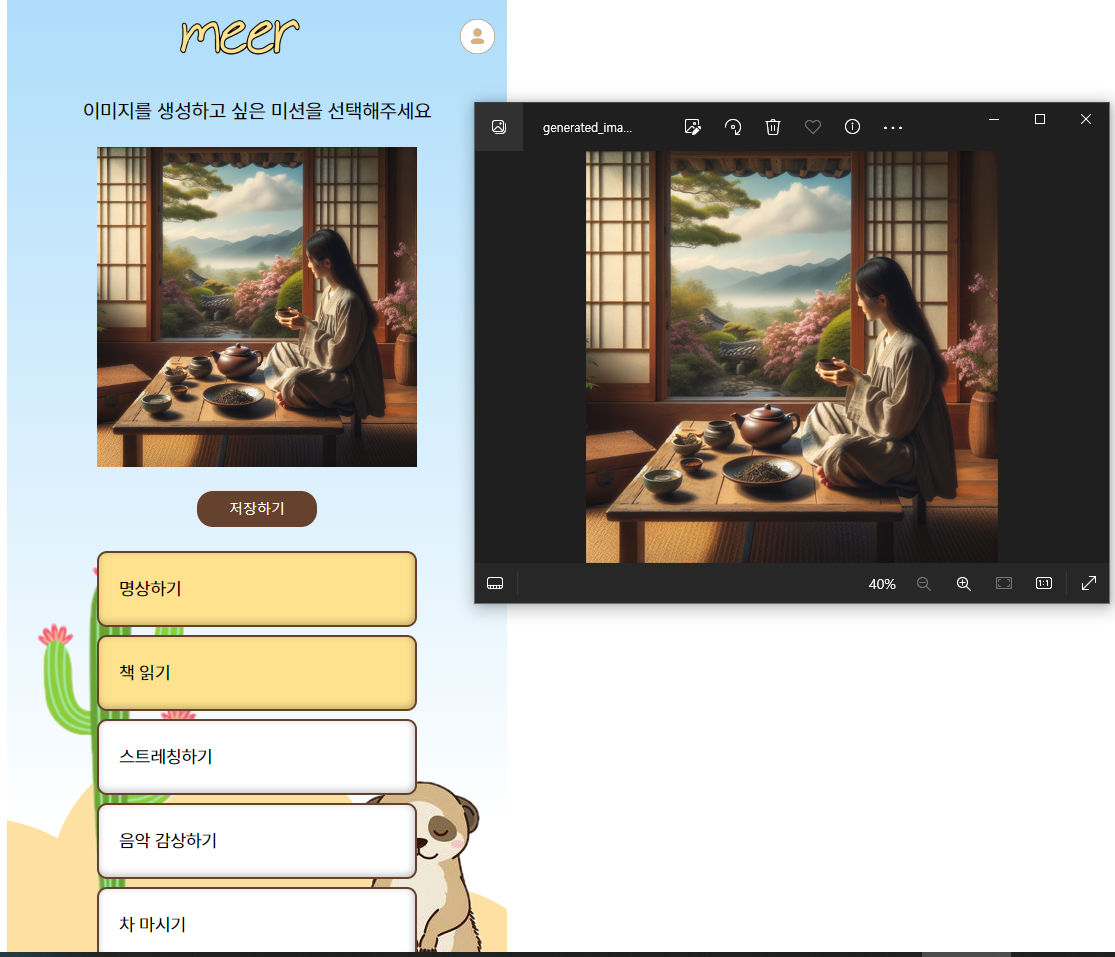 meer
이미지를 생성하고 싶은 미션을 선택해주세요
저장하기
명상하기
책 읽기
스트레칭하기
음악 감상하기
차 마시기
generated_ima...
40%
1:1